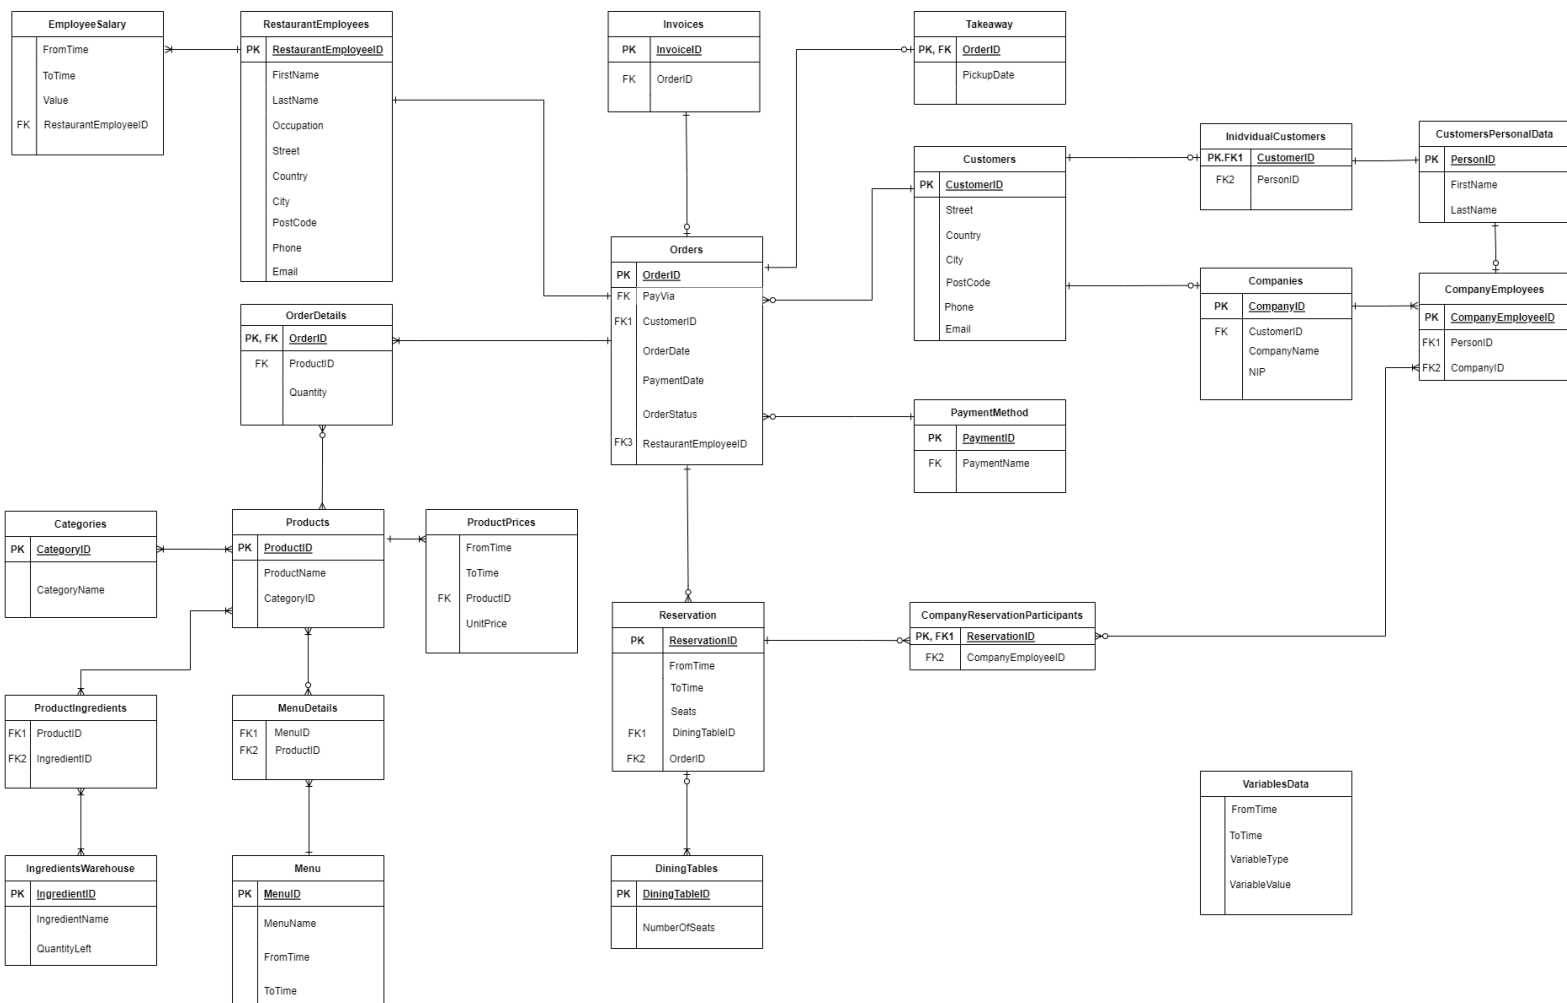 EmployeeSalary
FromTime
ToTime
Value
FK RestaurantEmployeeID
RestaurantEmployees
PK RestaurantEmployeeID
FirstName
LastName
Occupation
Street
Country
City
PostCode
Phone
Email
Invoices
PK InvoiceID
FK OrderID
Takeaway
PK, FK OrderID
PickupDate
Customers
PK CustomerID
Street
Country
City
PostCode
Phone
Email
InidvidualCustomers
PK.FK1 CustomerID
FK2 PersonID
CustomersPersonalData
PK PersonID
FirstName
LastName
Orders
PK OrderID
FK PayVia
FK1 CustomerID
OrderDate
PaymentDate
OrderStatus
FK3 RestaurantEmployeeID
Companies
PK CompanyID
FK CustomerID
CompanyName
NIP
CompanyEmployees
PK CompanyEmployeeID
FK1 PersonID
FK2 CompanyID
OrderDetails
PK, FK OrderID
FK ProductID
Quantity
PaymentMethod
PK PaymentID
FK PaymentName
Categories
PK CategoryID
CategoryName
Products
PK ProductID
ProductName
CategoryID
ProductPrices
FromTime
ToTime
FK ProductID
UnitPrice
Reservation
PK ReservationID
FromTime
ToTime
Seats
FK1 DiningTableID
FK2 OrderID
CompanyReservationParticipants
PK, FK1 ReservationID
FK2 CompanyEmployeeID
ProductIngredients
FK1 ProductID
FK2 IngredientID
MenuDetails
FK1 MenuID
FK2 ProductID
VariablesData
FromTime
ToTime
VariableType
VariableValue
IngredientsWarehouse
PK IngredientID
IngredientName
QuantityLeft
Menu
PK MenuID
MenuName
FromTime
ToTime
DiningTables
PK DiningTableID
NumberOfSeats